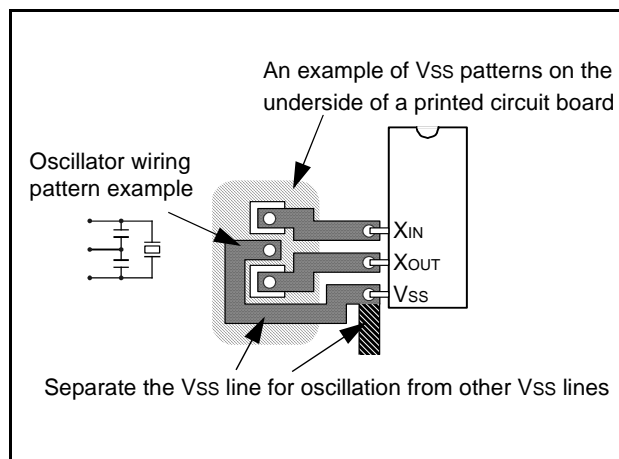 An example of VSS patterns on the
underside of a printed circuit board
Oscillator wiring
pattern example
XIN
XOUT
VSS
Separate the VSS line for oscillation from other VSS lines